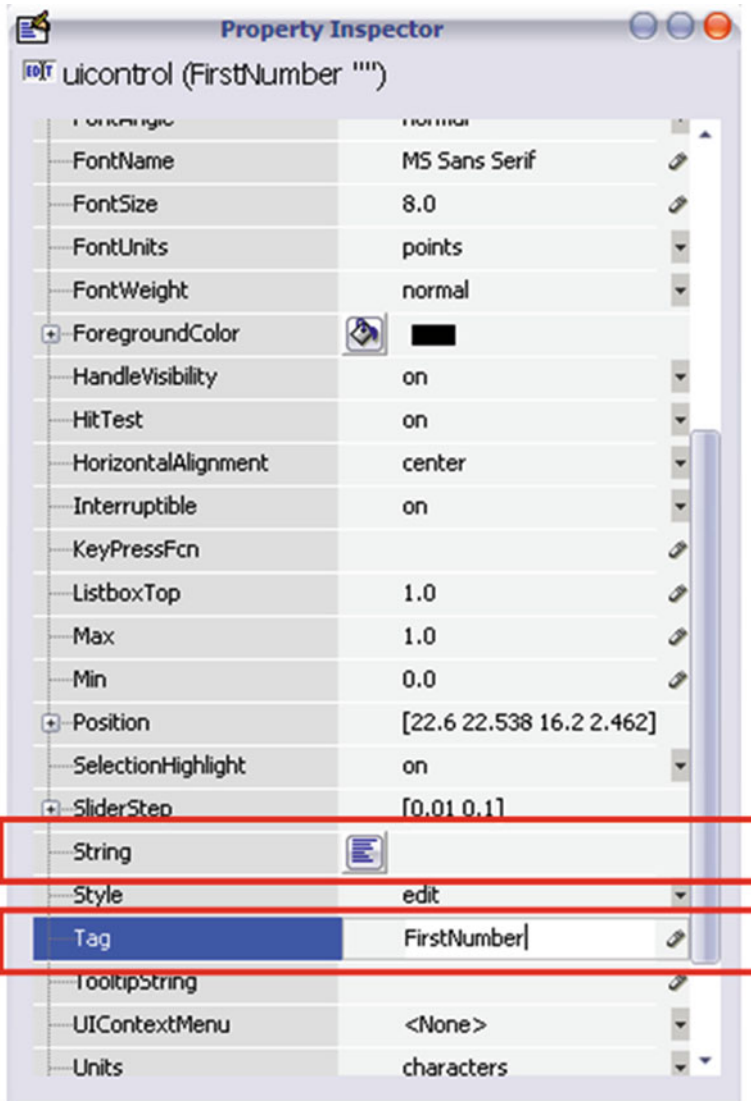 Property Inspector
EDIT uicontrol (FirstNumber "")
FontAngle normal
FontName MS Sans Serif
FontSize 8.0
FontUnits points
FontWeight normal
ForegroundColor
HandleVisibility on
HitTest on
HorizontalAlignment center
Interruptible on
KeyPressFcn
ListboxTop 1.0
Max 1.0
Min 0.0
Position [22.6 22.538 16.2 2.462]
SelectionHighlight on
SliderStep [0.01 0.1]
String
Style edit
Tag FirstNumber
TooltipString
UIContextMenu <None>
Units characters